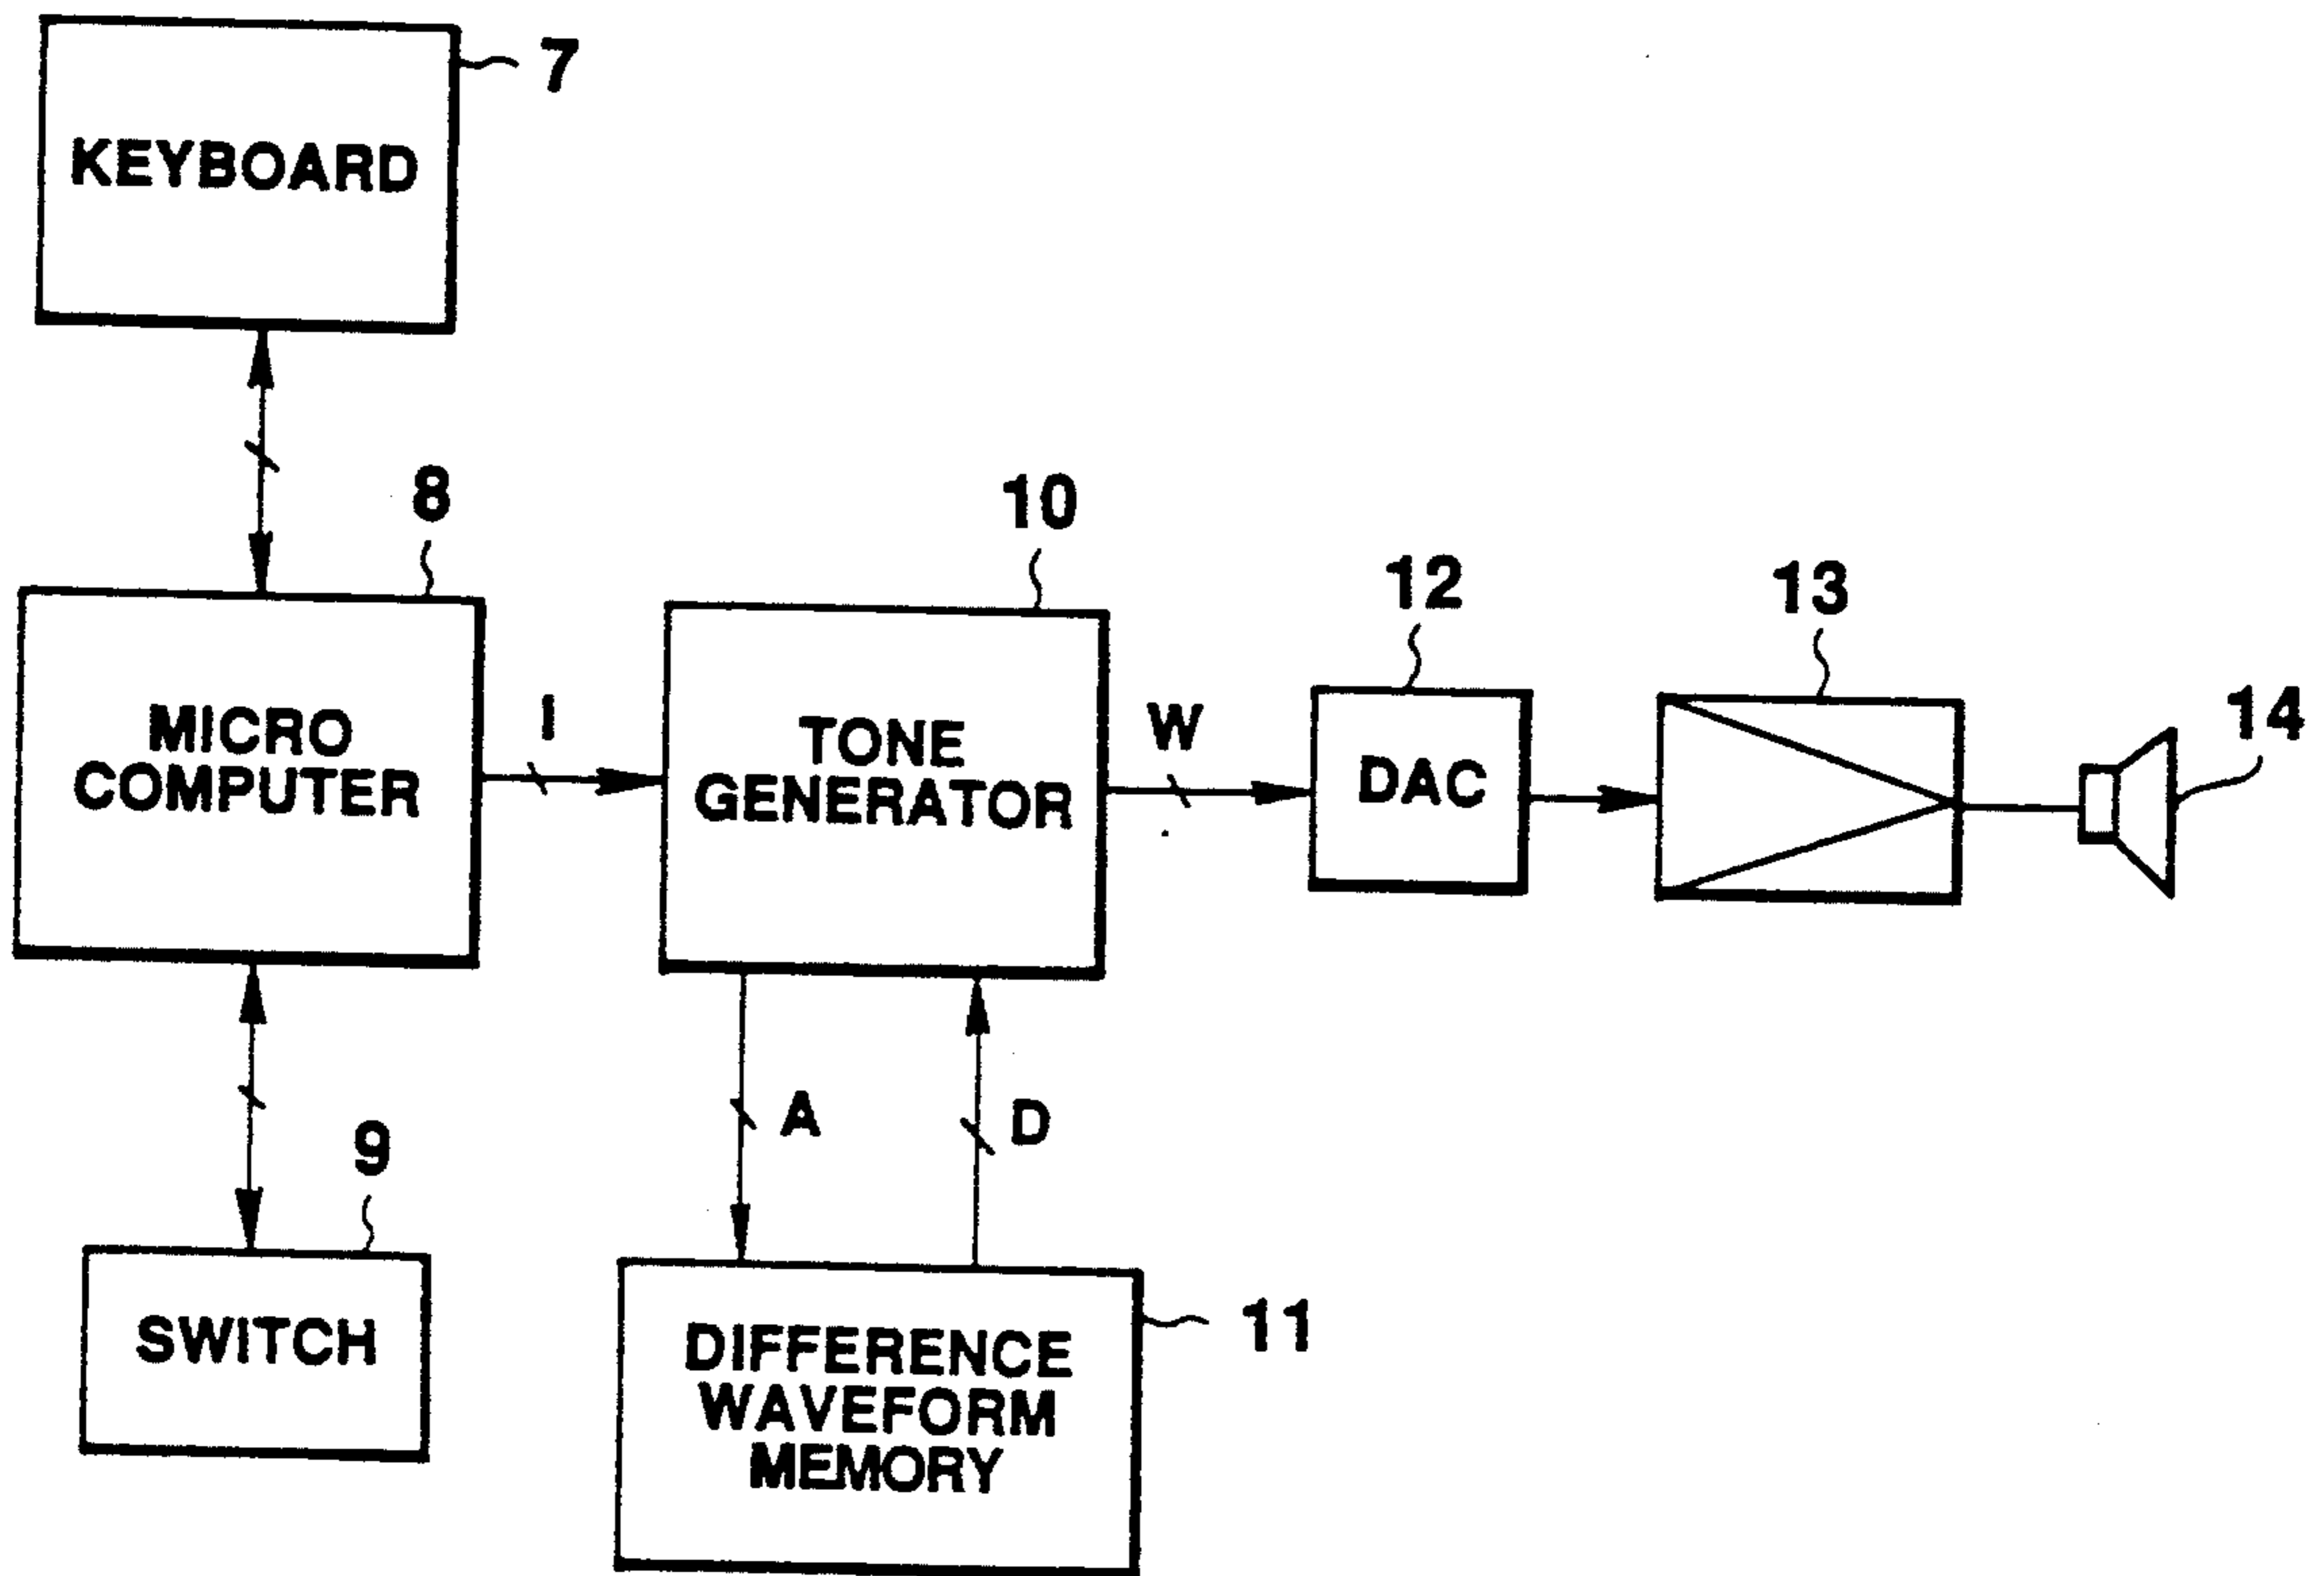 7
KEYBOARD
8
MICRO
COMPUTER
I
10
TONE
GENERATOR
W
12
DAC
13
14
A
D
9
SWITCH
11
DIFFERENCE
WAVEFORM
MEMORY